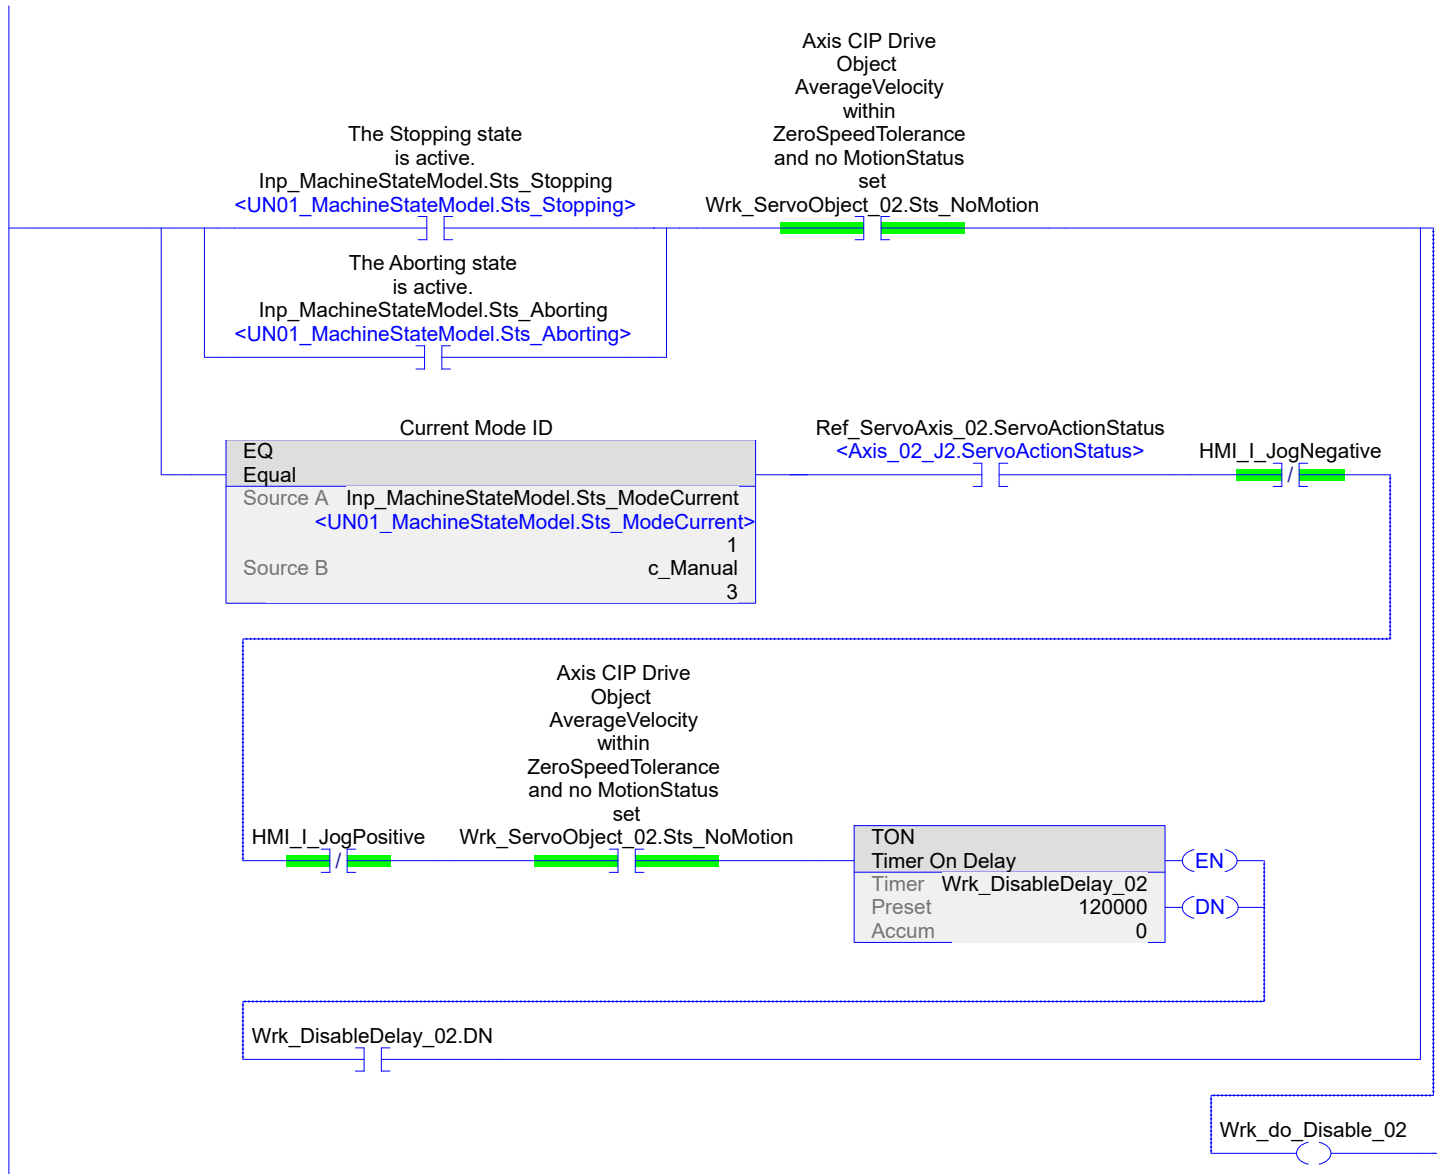 Axis CIP Drive
Object
AverageVelocity
within
ZeroSpeedTolerance
and no MotionStatus
set
Wrk_ServoObject_02.Sts_NoMotion
The Stopping state
is active.
Inp_MachineStateModel.Sts_Stopping
<UN01_MachineStateModel.Sts_Stopping>
The Aborting state
is active.
Inp_MachineStateModel.Sts_Aborting
<UN01_MachineStateModel.Sts_Aborting>
Current Mode ID
EQ
Equal
Source A Inp_MachineStateModel.Sts_ModeCurrent
<UN01_MachineStateModel.Sts_ModeCurrent>
1
Source B c_Manual
3
Ref_ServoAxis_02.ServoActionStatus
<Axis_02_J2.ServoActionStatus>
HMI_I_JogNegative
/
Axis CIP Drive
Object
AverageVelocity
within
ZeroSpeedTolerance
and no MotionStatus
set
HMI_I_JogPositive Wrk_ServoObject_02.Sts_NoMotion
/
TON
Timer On Delay
Timer Wrk_DisableDelay_02
Preset 120000
Accum 0
EN
DN
Wrk_DisableDelay_02.DN
Wrk_do_Disable_02